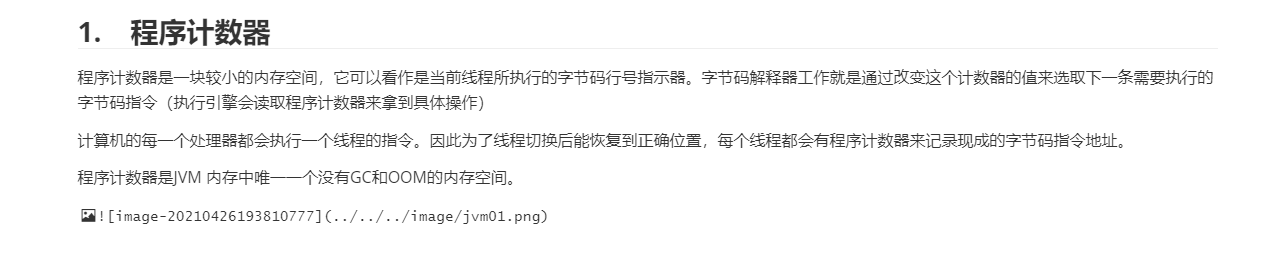 1. 程序计数器
程序计数器是一块较小的内存空间，它可以看作是当前线程所执行的字节码行号指示器。字节码解释器工作就是通过改变这个计数器的值来选取下一条需要执行的
字节码指令（执行引擎会读取程序计数器来拿到具体操作）
计算机的每一个处理器都会执行一个线程的指令。因此为了线程切换后能恢复到正确位置，每个线程都会有程序计数器来记录现成的字节码指令地址。
程序计数器是JVM 内存中唯一一个没有GC和OOM的内存空间。
![image-20210426193810777](../../../image/jvm01.png)